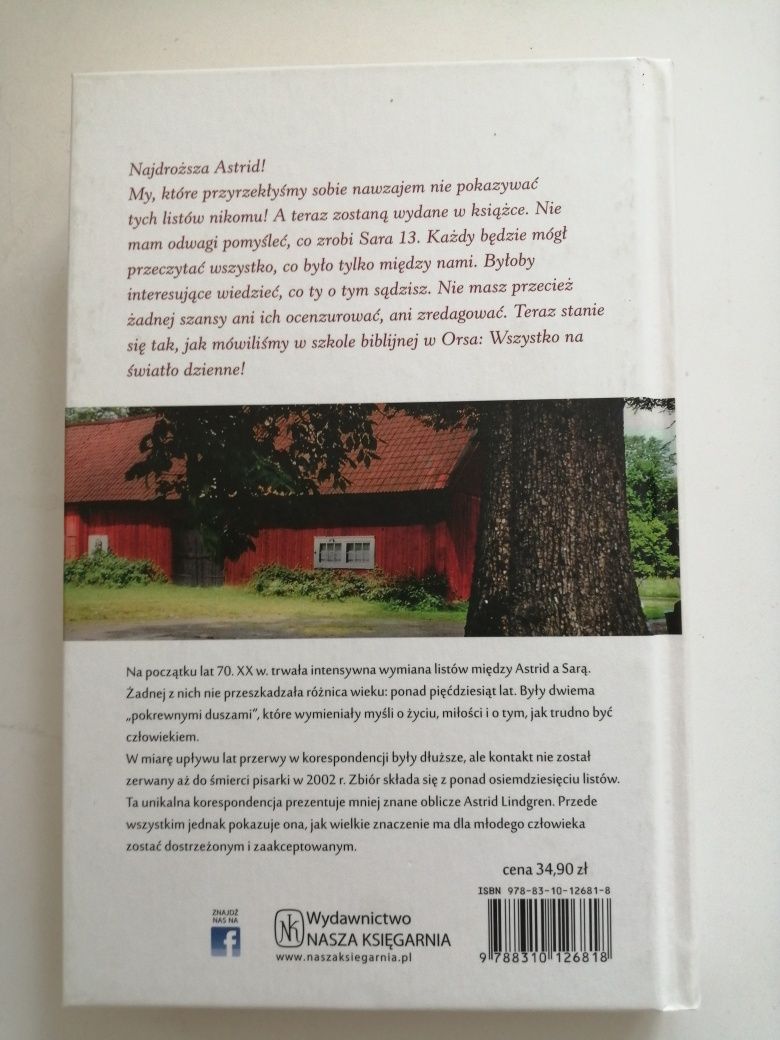 Najdroższa Astrid!
My, które przyrzekłyśmy sobie nawzajem nie pokazywać
tych listów nikomu! A teraz zostaną wydane w książce. Nie
mam odwagi pomyśleć, co zrobi Sara 13. Każdy będzie mógł
przeczytać wszystko, co było tylko między nami. Byłoby
interesujące wiedzieć, co ty o tym sądzisz. Nie masz przecież
żadnej szansy ani ich ocenzurować, ani zredagować. Teraz stanie
się tak, jak mówiliśmy w szkole biblijnej w Orsa: Wszystko na
światło dzienne!
Na początku lat 70. XX w. trwała intensywna wymiana listów między Astrid a Sarą.
Żadnej z nich nie przeszkadzała różnica wieku: ponad pięćdziesiąt lat. Były dwiema
„pokrewnymi duszami”, które wymieniały myśli o życiu, miłości i o tym, jak trudno być
człowiekiem.
W miarę upływu lat przerwy w korespondencji były dłuższe, ale kontakt nie został
zerwany aż do śmierci pisarki w 2002 r. Zbiór składa się z ponad osiemdziesięciu listów.
Ta unikalna korespondencja prezentuje mniej znane oblicze Astrid Lindgren. Przede
wszystkim jednak pokazuje ona, jak wielkie znaczenie ma dla młodego człowieka
zostać dostrzeżonym i zaakceptowanym.
cena 34,90 zł
ISBN 978-83-10-12681-8
ZNAJDŹ
NAS NA
f
NK
Wydawnictwo
NASZA KSIĘGARNIA
www.naszaksiegarnia.pl
9 788310 126818